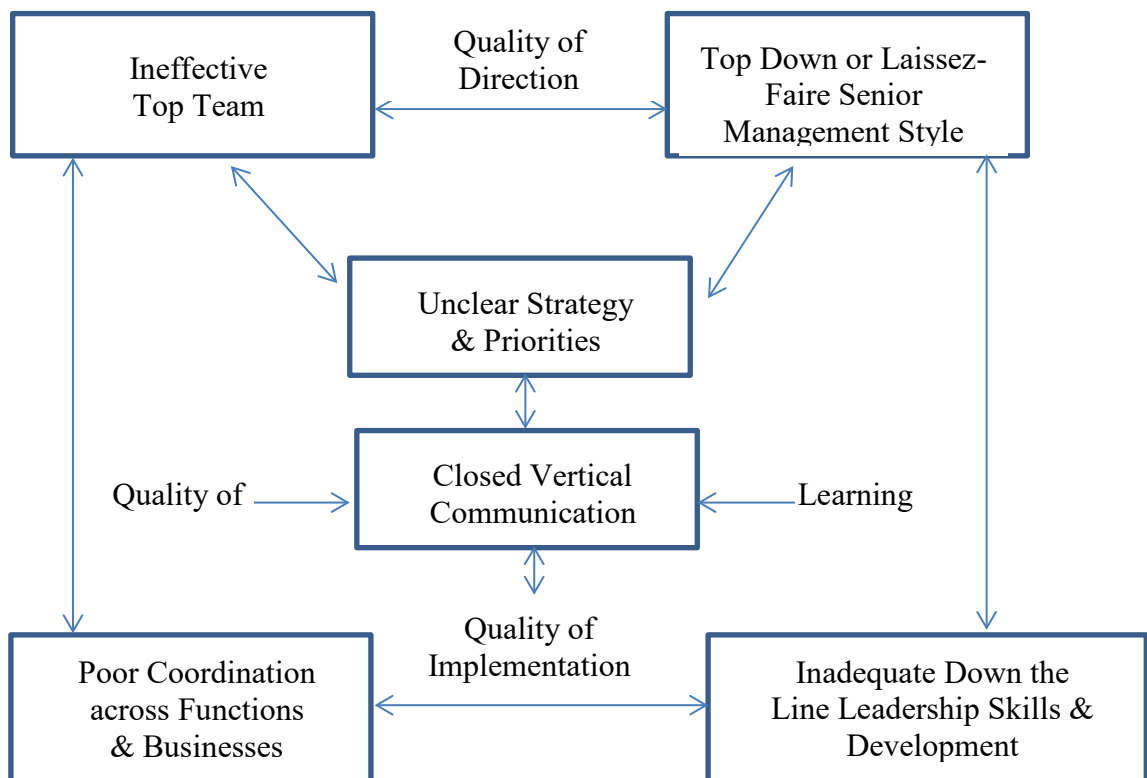 Ineffective
Top Team
Quality of
Direction
Top Down or Laissez-
Faire Senior
Management Style
Unclear Strategy
& Priorities
Quality of
Closed Vertical
Communication
Learning
Quality of
Implementation
Poor Coordination
across Functions
& Businesses
Inadequate Down the
Line Leadership Skills &
Development